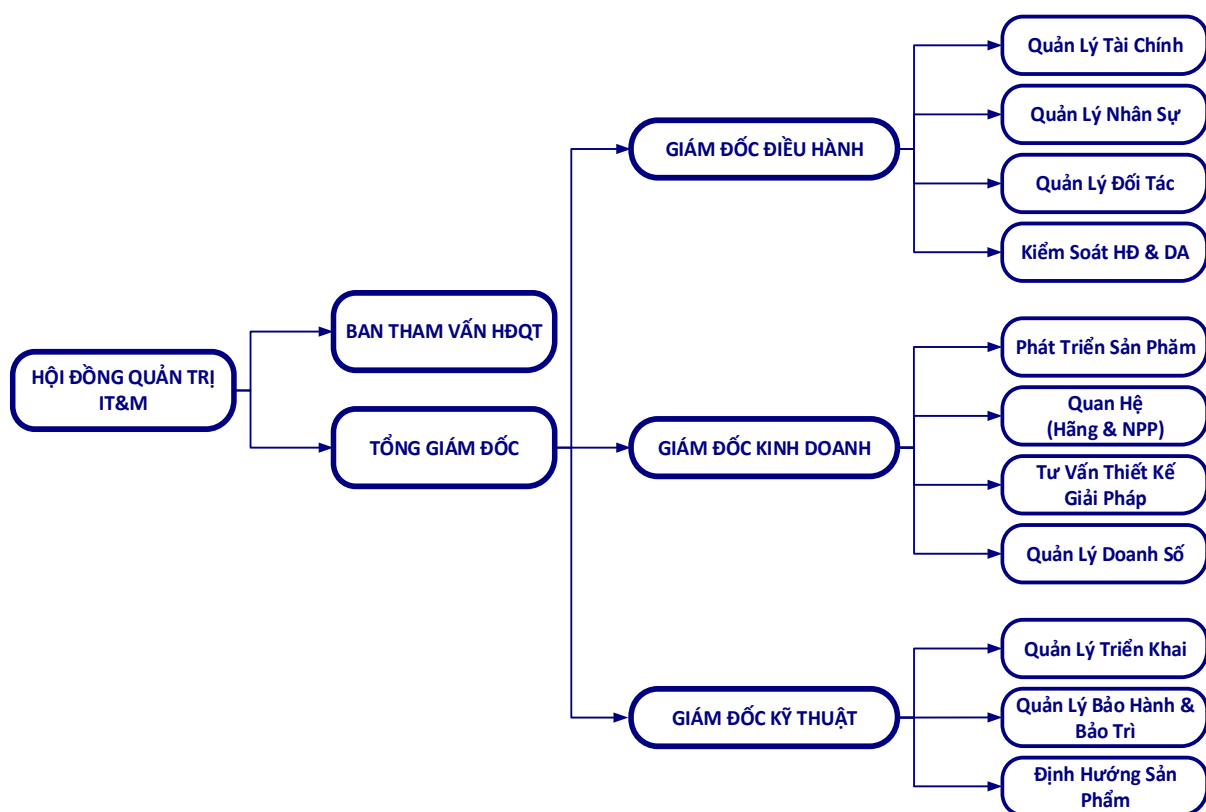 HỘI ĐỒNG QUẢN TRỊ
IT&M
BAN THAM VẤN HĐQT
TỔNG GIÁM ĐỐC
GIÁM ĐỐC ĐIỀU HÀNH
Quản Lý Tài Chính
Quản Lý Nhân Sự
Quản Lý Đối Tác
Kiểm Soát HĐ & DA
GIÁM ĐỐC KINH DOANH
Phát Triển Sản Phăm
Quan Hệ
(Hãng & NPP)
Tư Vấn Thiết Kế
Giải Pháp
Quản Lý Doanh Số
GIÁM ĐỐC KỸ THUẬT
Quản Lý Triển Khai
Quản Lý Bảo Hành &
Bảo Trì
Định Hướng Sản
Phẩm